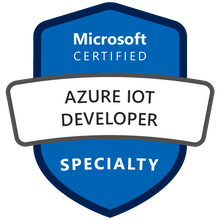 Microsoft
CERTIFIED
AZURE IOT
DEVELOPER
SPECIALTY